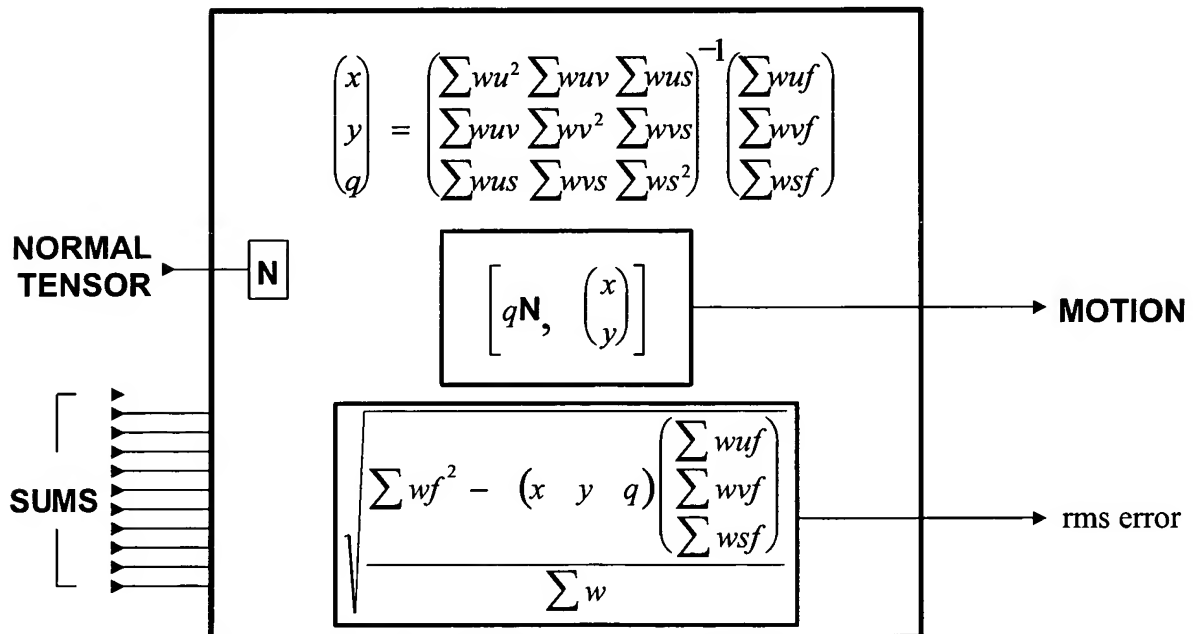 (x y q) = (∑wu² ∑wuv ∑wus
∑wuv ∑wv² ∑wvs
∑wus ∑wvs ∑ws²)⁻¹ (∑wuf
∑wvf
∑wsf)
NORMAL
TENSOR
N
[qN, (x y)]
MOTION
SUMS
√ ∑wf² - (x y q) (∑wuf
∑wvf
∑wsf)
∑w
rms error